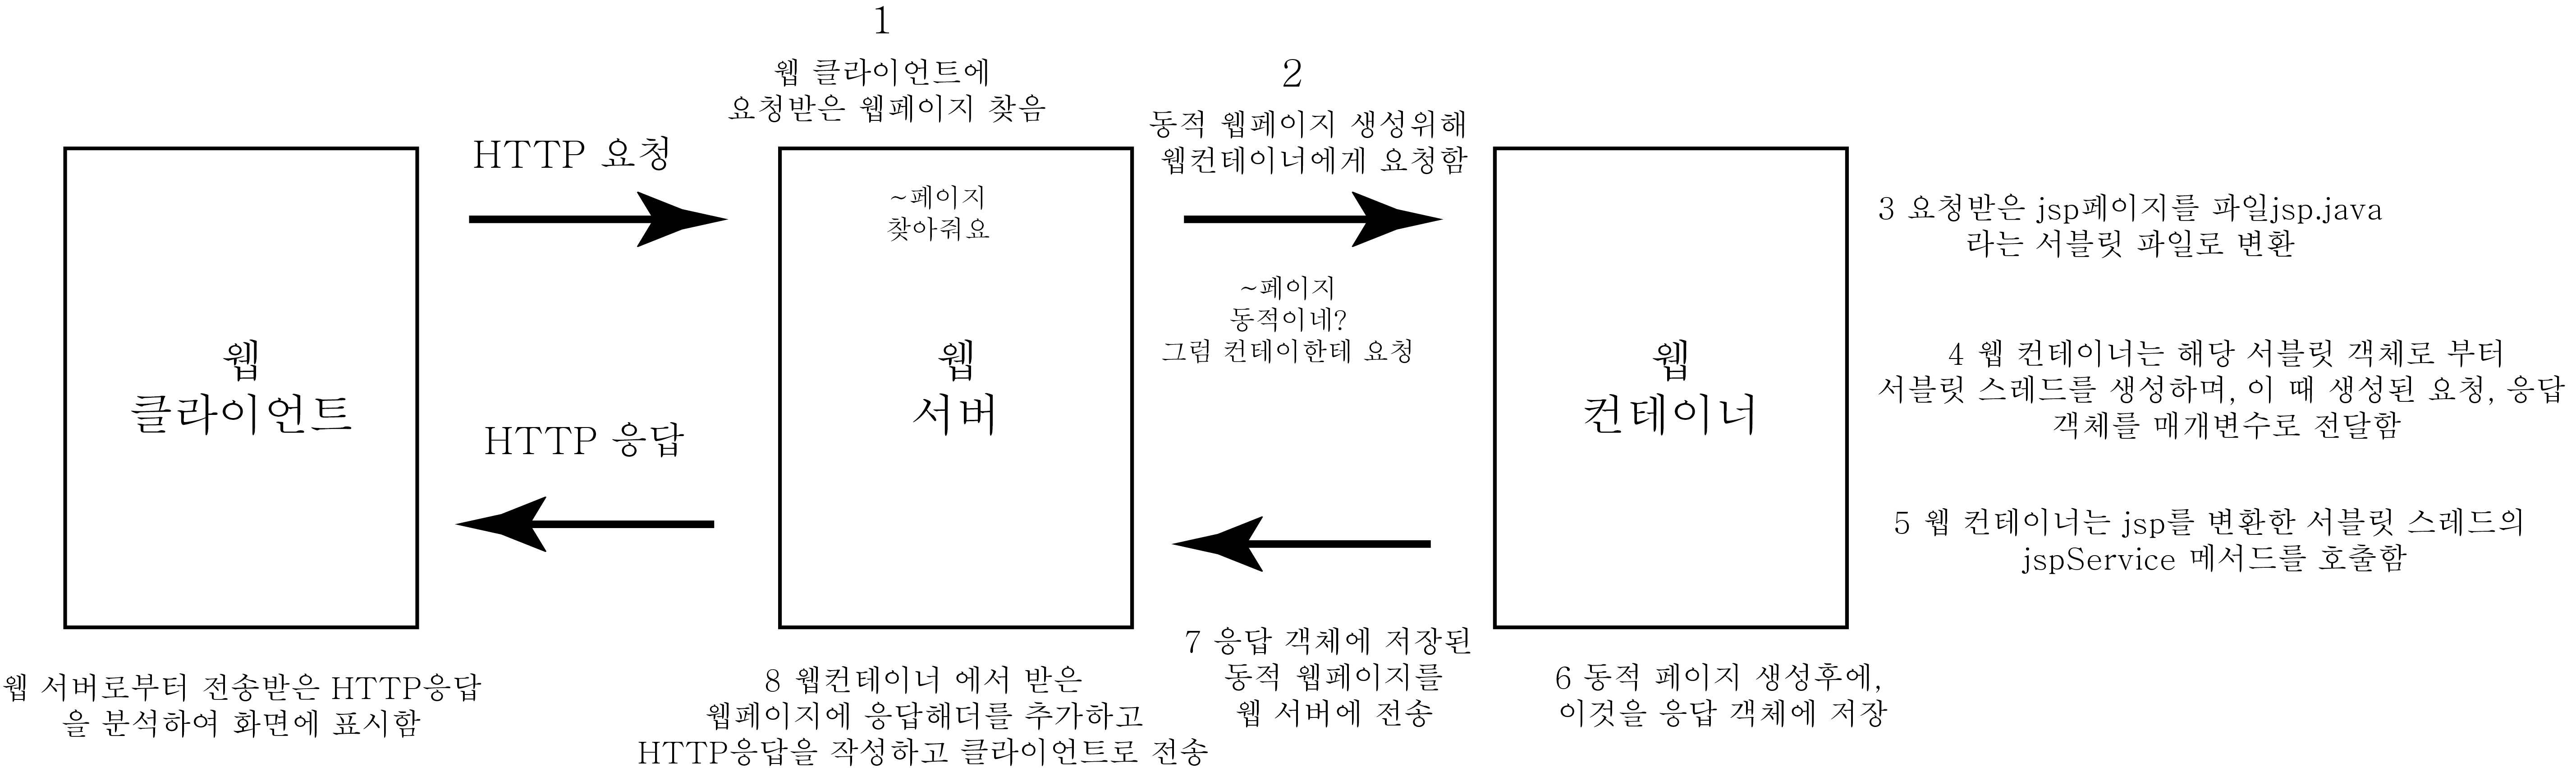 1
웹 클라이언트에
요청받은 웹페이지 찾음
2
동적 웹페이지 생성위해
웹컨테이너에게 요청함
HTTP 요청
~페이지
찾아줘요
~페이지
동적이네?
그럼 컨테이한테 요청
웹
클라이언트
웹
서버
웹
컨테이너
HTTP 응답
3 요청받은 jsp페이지를 파일jsp.java
라는 서블릿 파일로 변환
4 웹 컨테이너는 해당 서블릿 객체로 부터
서블릿 스레드를 생성하며, 이 때 생성된 요청, 응답
객체를 매개변수로 전달함
5 웹 컨테이너는 jsp를 변환한 서블릿 스레드의
jspService 메서드를 호출함
6 동적 페이지 생성후에,
이것을 응답 객체에 저장
7 응답 객체에 저장된
동적 웹페이지를
웹 서버에 전송
8 웹컨테이너 에서 받은
웹페이지에 응답해더를 추가하고
HTTP응답을 작성하고 클라이언트로 전송
웹 서버로부터 전송받은 HTTP응답
을 분석하여 화면에 표시함